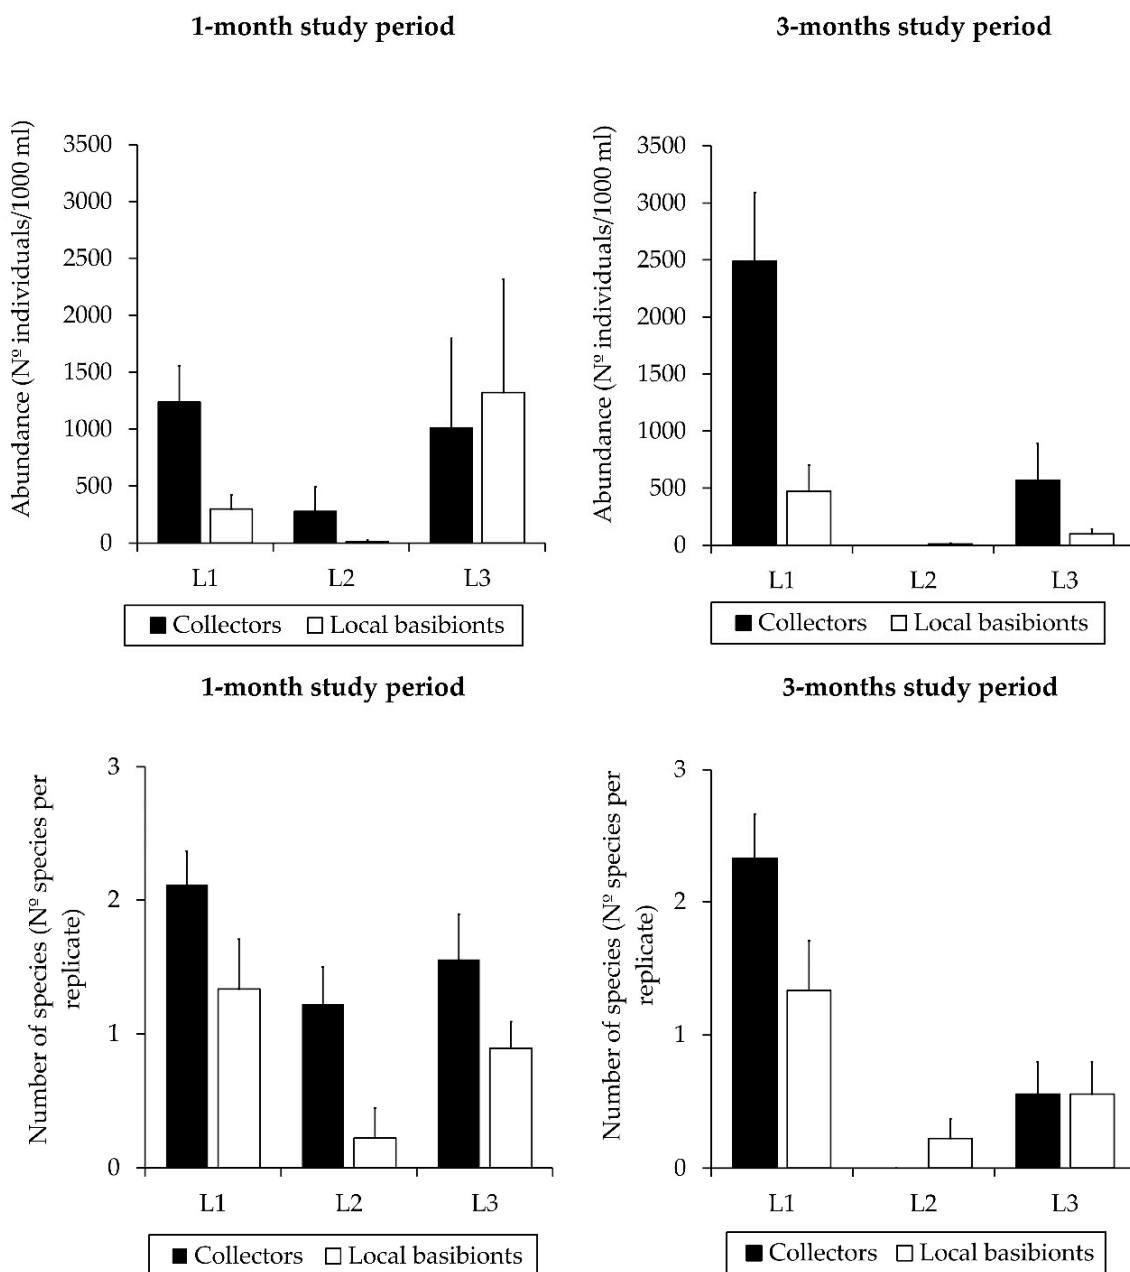 1-month study period
Abundance (Nº individuals/1000 ml)
3500
3000
2500
2000
1500
1000
500
0
L1 L2 L3
Collectors Local basibionts
3-months study period
Abundance (Nº individuals/1000 ml)
3500
3000
2500
2000
1500
1000
500
0
L1 L2 L3
Collectors Local basibionts
1-month study period
Number of species (Nº species per
replicate)
3
2
1
0
L1 L2 L3
Collectors Local basibionts
3-months study period
Number of species (Nº species per
replicate)
3
2
1
0
L1 L2 L3
Collectors Local basibionts